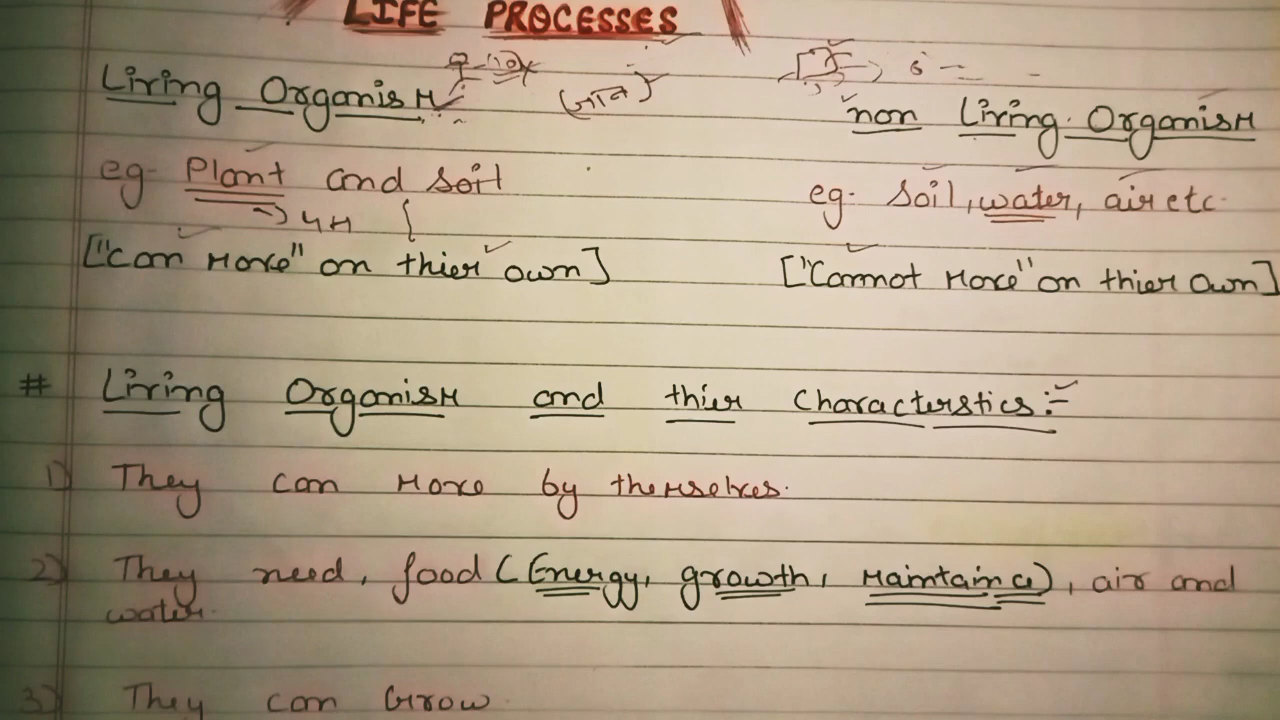 LIFE PROCESSES
Living Organism
non Living Organism
eg- Plant and Soil
eg- Soil, water, air etc.
→ 4H
["can move" on thier own]
["Cannot move" on thier Own]
# Living Organism and thier Characterstics:-
1) They can move by themselves.
2) They need, food (Energy, growth, Maintaince), air and
water.
3) They can Grow.